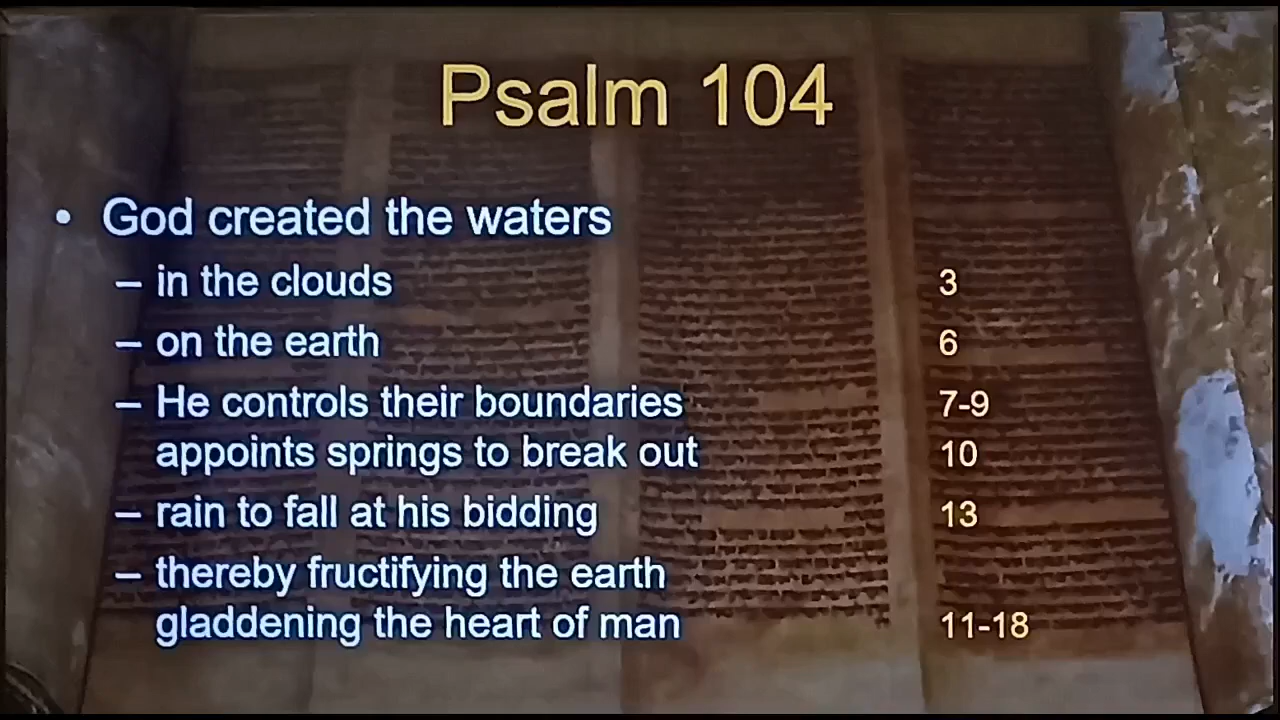 Psalm 104
• God created the waters
– in the clouds 3
– on the earth 6
– He controls their boundaries 7-9
appoints springs to break out 10
– rain to fall at his bidding 13
– thereby fructifying the earth
gladdening the heart of man 11-18